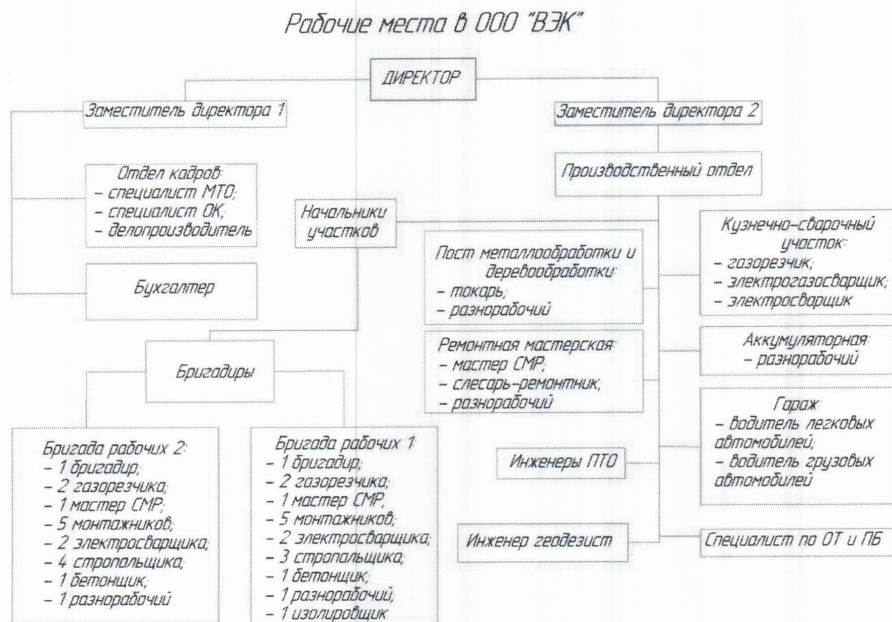 Рабочие места в ООО "ВЭК"
ДИРЕКТОР
Заместитель директора 1
Заместитель директора 2
Отдел кадров:
- специалист МТО;
- специалист ОК;
- делопроизводитель
Бухгалтер
Производственный отдел
Начальники
участков
Пост металлообработки и
деревообработки:
- токарь;
- разнорабочий
Кузнечно-сварочный
участок:
- газорезчик;
- электрогазосварщик;
- электросварщик
Ремонтная мастерская:
- мастер СМР;
- слесарь-ремонтник;
- разнорабочий
Аккумуляторная:
- разнорабочий
Гараж:
- водитель легковых
автомобилей;
- водитель грузовых
автомобилей
Бригадиры
Бригада рабочих 2:
- 1 бригадир;
- 2 газорезчика;
- 1 мастер СМР;
- 5 монтажников;
- 2 электросварщика;
- 4 стропальщика;
- 1 бетонщик;
- 1 разнорабочий
Бригада рабочих 1:
- 1 бригадир;
- 2 газорезчика;
- 1 мастер СМР;
- 5 монтажников;
- 2 электросварщика;
- 3 стропальщика;
- 1 бетонщик;
- 1 разнорабочий;
- 1 изолировщик
Инженеры ПТО
Инженер геодезист
Специалист по ОТ и ПБ